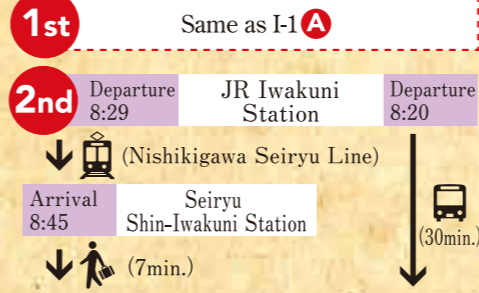 1st
Same as I-1 A
2nd
Departure
8:29
JR Iwakuni
Station
Departure
8:20
(Nishikigawa Seiryu Line)
Arrival
8:45
Seiryu
Shin-Iwakuni Station
(30min.)
(7min.)